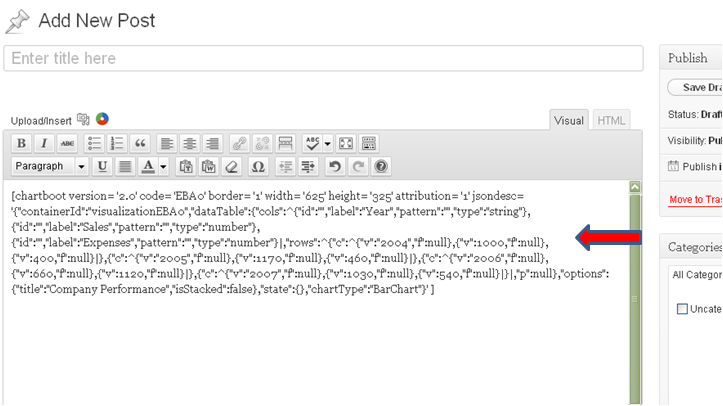 Add New Post
Enter title here
Publish
Save Dra
Upload/Insert
Visual
HTML
Status: Draft
Visibility: Pu
Publish i
Move to Tras
B I ABC “ ABC
Paragraph U A Ω
[chartboot version= '2.0' code= 'EBA0' border= '1' width= '625' height= '325' attribution= '1' jsondesc=
'{"containerId":"visualizationEBA0","dataTable":{"cols":^{"id":"","label":"Year","pattern":"","type":"string"},
{"id":"","label":"Sales","pattern":"","type":"number"},
{"id":"","label":"Expenses","pattern":"","type":"number"}|,"rows":^{"c":^{"v":"2004","f":null},{"v":1000,"f":null},
{"v":400,"f":null}|},{"c":^{"v":"2005","f":null},{"v":1170,"f":null},{"v":460,"f":null}|},{"c":^{"v":"2006","f":null},
{"v":660,"f":null},{"v":1120,"f":null}|},{"c":^{"v":"2007","f":null},{"v":1030,"f":null},{"v":540,"f":null}|}|,"p":null},"options":
{"title":"Company Performance","isStacked":false},"state":{},"chartType":"BarChart"}' ]
Categories
All Categor
Uncate